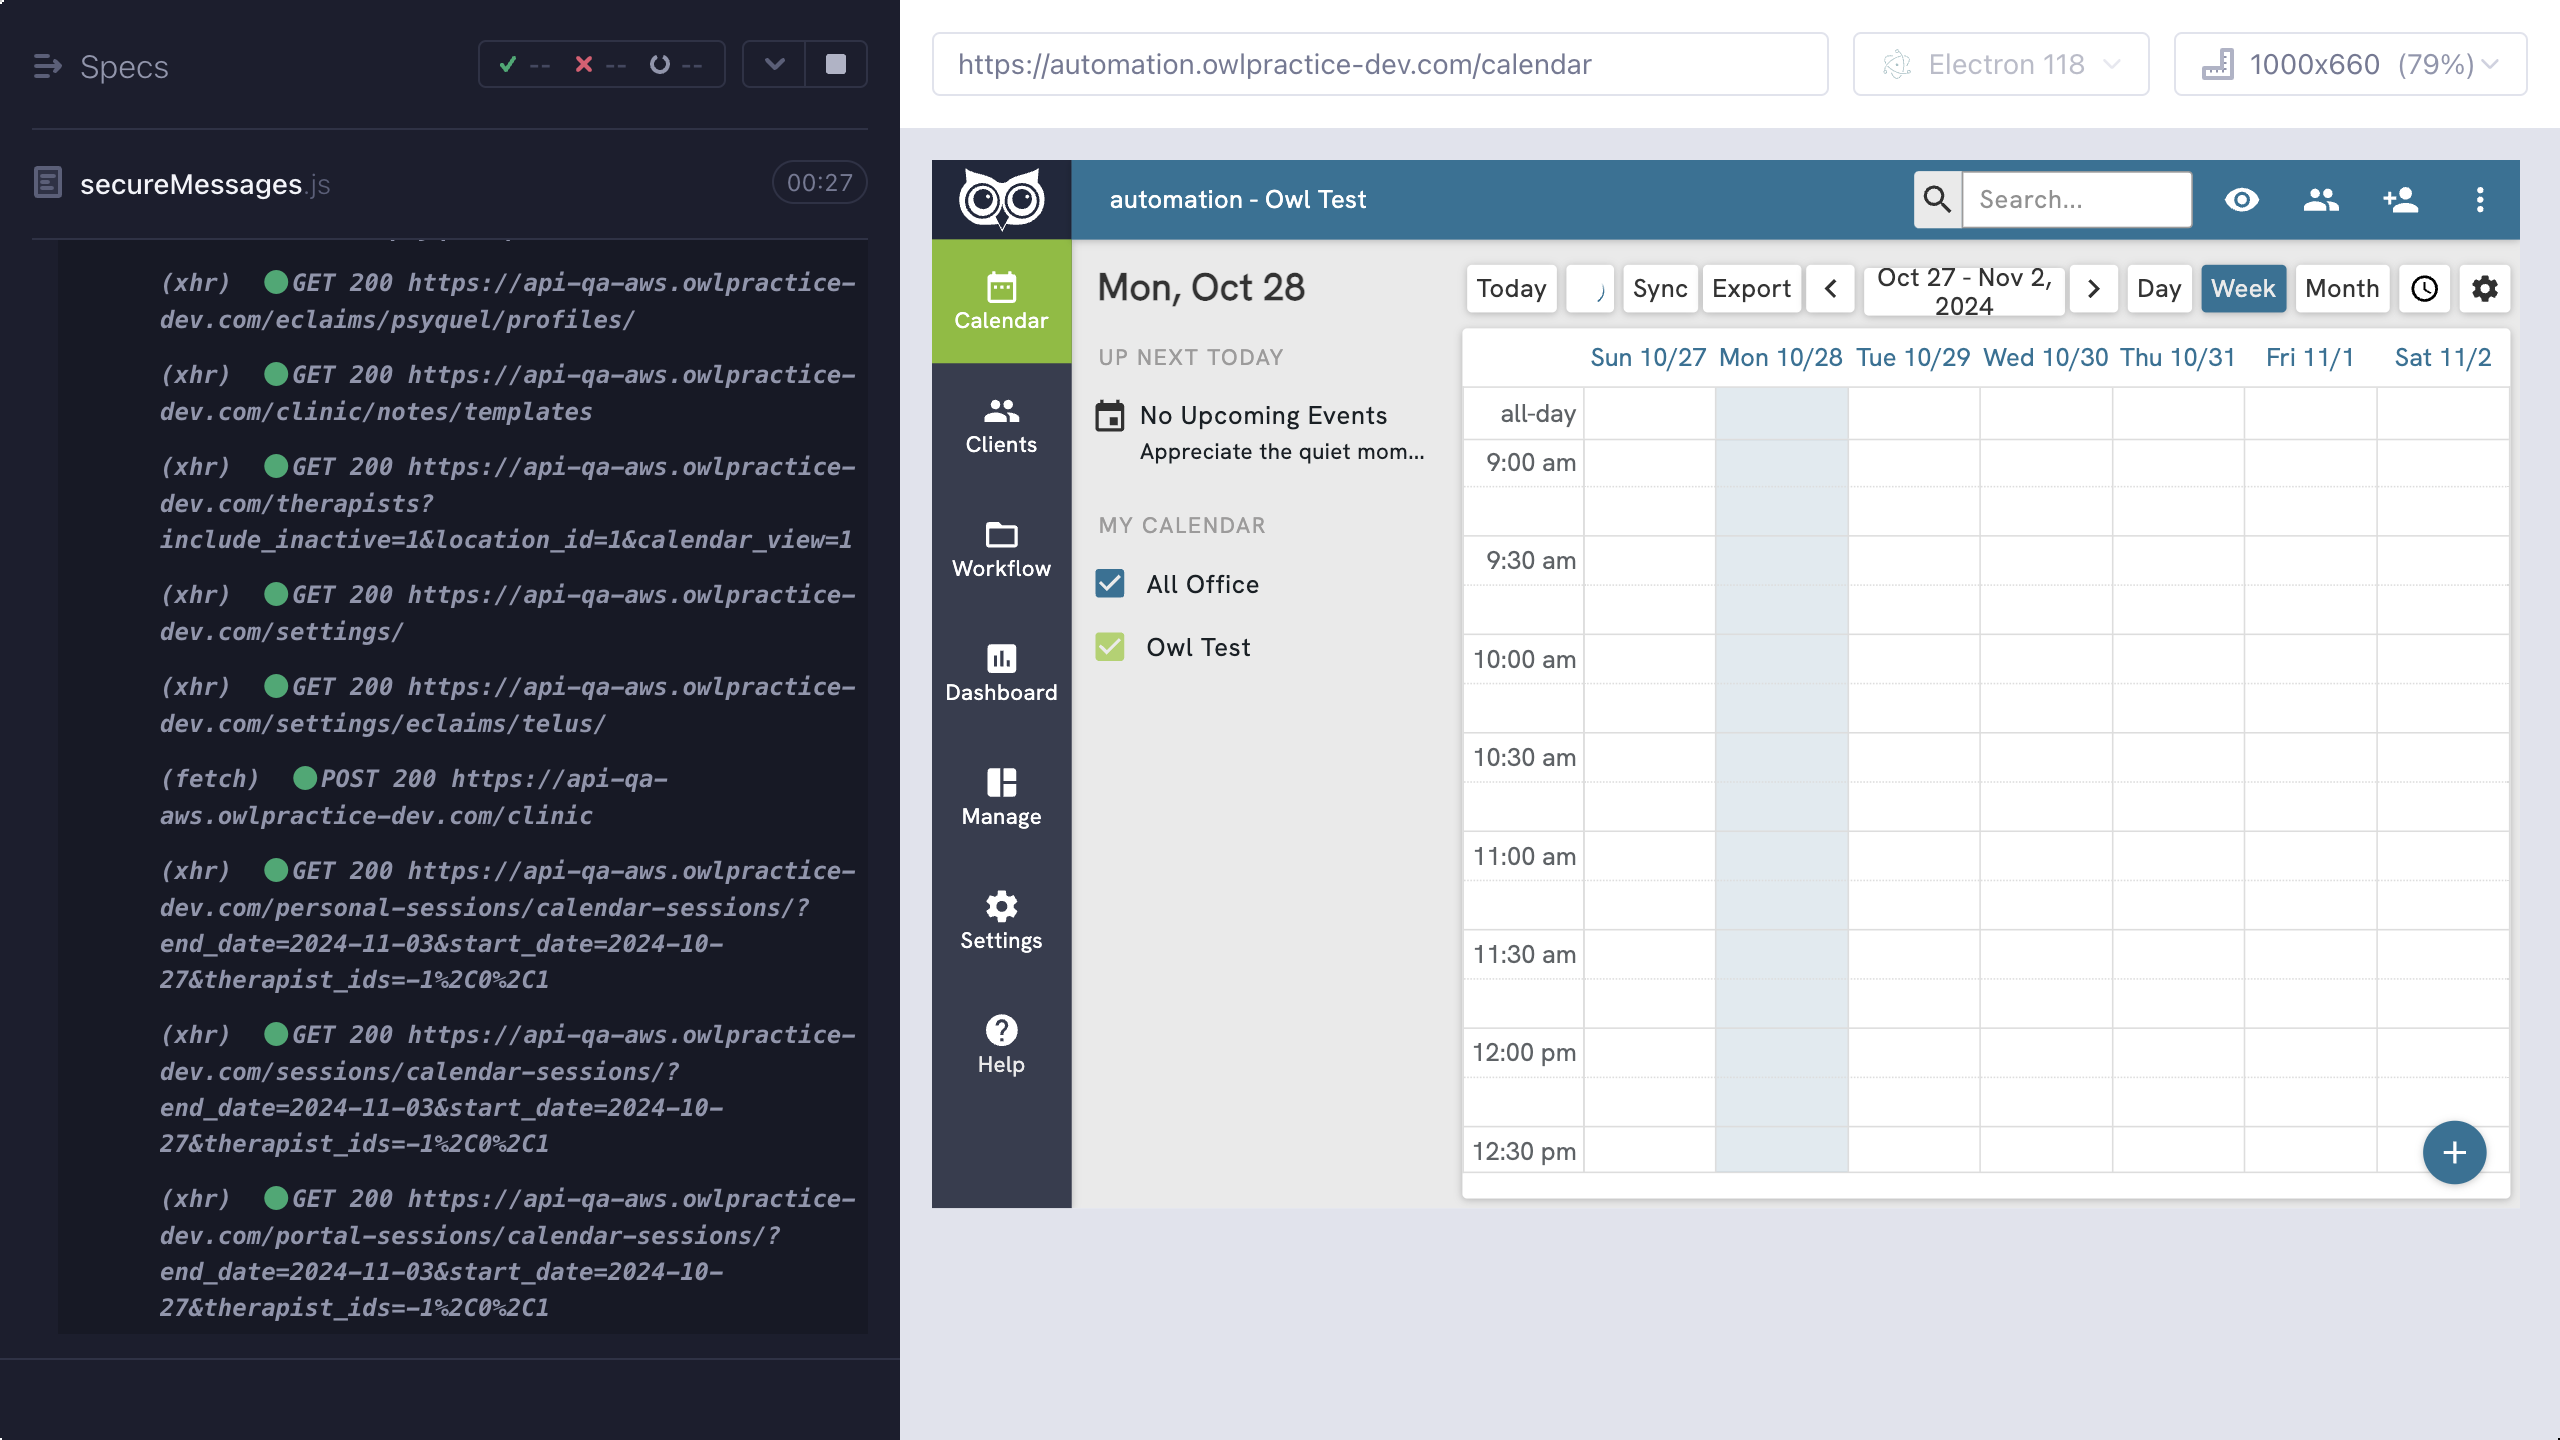 Specs
-- -- --
secureMessages.js
00:27
(xhr) GET 200 https://api-qa-aws.owlpractice-
dev.com/eclaims/psyquel/profiles/
(xhr) GET 200 https://api-qa-aws.owlpractice-
dev.com/clinic/notes/templates
(xhr) GET 200 https://api-qa-aws.owlpractice-
dev.com/therapists?
include_inactive=1&location_id=1&calendar_view=1
(xhr) GET 200 https://api-qa-aws.owlpractice-
dev.com/settings/
(xhr) GET 200 https://api-qa-aws.owlpractice-
dev.com/settings/eclaims/telus/
(fetch) POST 200 https://api-qa-
aws.owlpractice-dev.com/clinic
(xhr) GET 200 https://api-qa-aws.owlpractice-
dev.com/personal-sessions/calendar-sessions/?
end_date=2024-11-03&start_date=2024-10-
27&therapist_ids=-1%2C0%2C1
(xhr) GET 200 https://api-qa-aws.owlpractice-
dev.com/sessions/calendar-sessions/?
end_date=2024-11-03&start_date=2024-10-
27&therapist_ids=-1%2C0%2C1
(xhr) GET 200 https://api-qa-aws.owlpractice-
dev.com/portal-sessions/calendar-sessions/?
end_date=2024-11-03&start_date=2024-10-
27&therapist_ids=-1%2C0%2C1
https://automation.owlpractice-dev.com/calendar
Electron 118
1000x660 (79%)
automation - Owl Test
Search...
Calendar
Clients
Workflow
Dashboard
Manage
Settings
Help
Mon, Oct 28
UP NEXT TODAY
No Upcoming Events
Appreciate the quiet mom...
MY CALENDAR
All Office
Owl Test
Today
Sync
Export
Oct 27 - Nov 2,
2024
Day
Week
Month
Sun 10/27 Mon 10/28 Tue 10/29 Wed 10/30 Thu 10/31 Fri 11/1 Sat 11/2
all-day
9:00 am
9:30 am
10:00 am
10:30 am
11:00 am
11:30 am
12:00 pm
12:30 pm